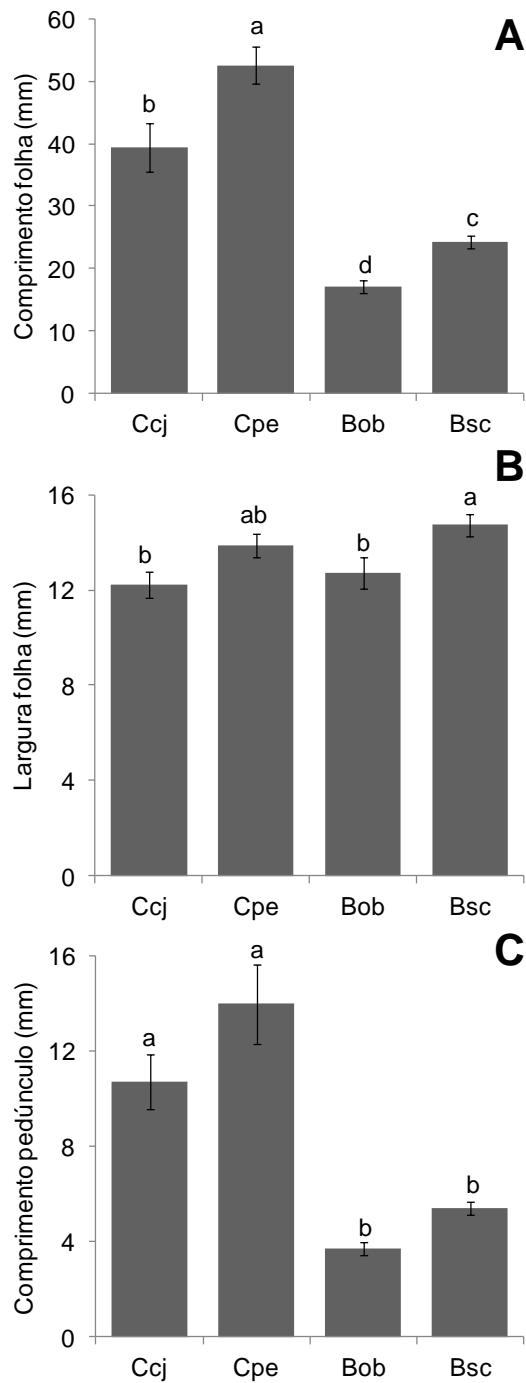 A
Comprimento folha (mm)
60
50
40
30
20
10
0
b
a
d
c
Ccj
Cpe
Bob
Bsc
B
Largura folha (mm)
16
12
8
4
0
b
ab
b
a
Ccj
Cpe
Bob
Bsc
C
Comprimento pedúnculo (mm)
16
12
8
4
0
a
a
b
b
Ccj
Cpe
Bob
Bsc